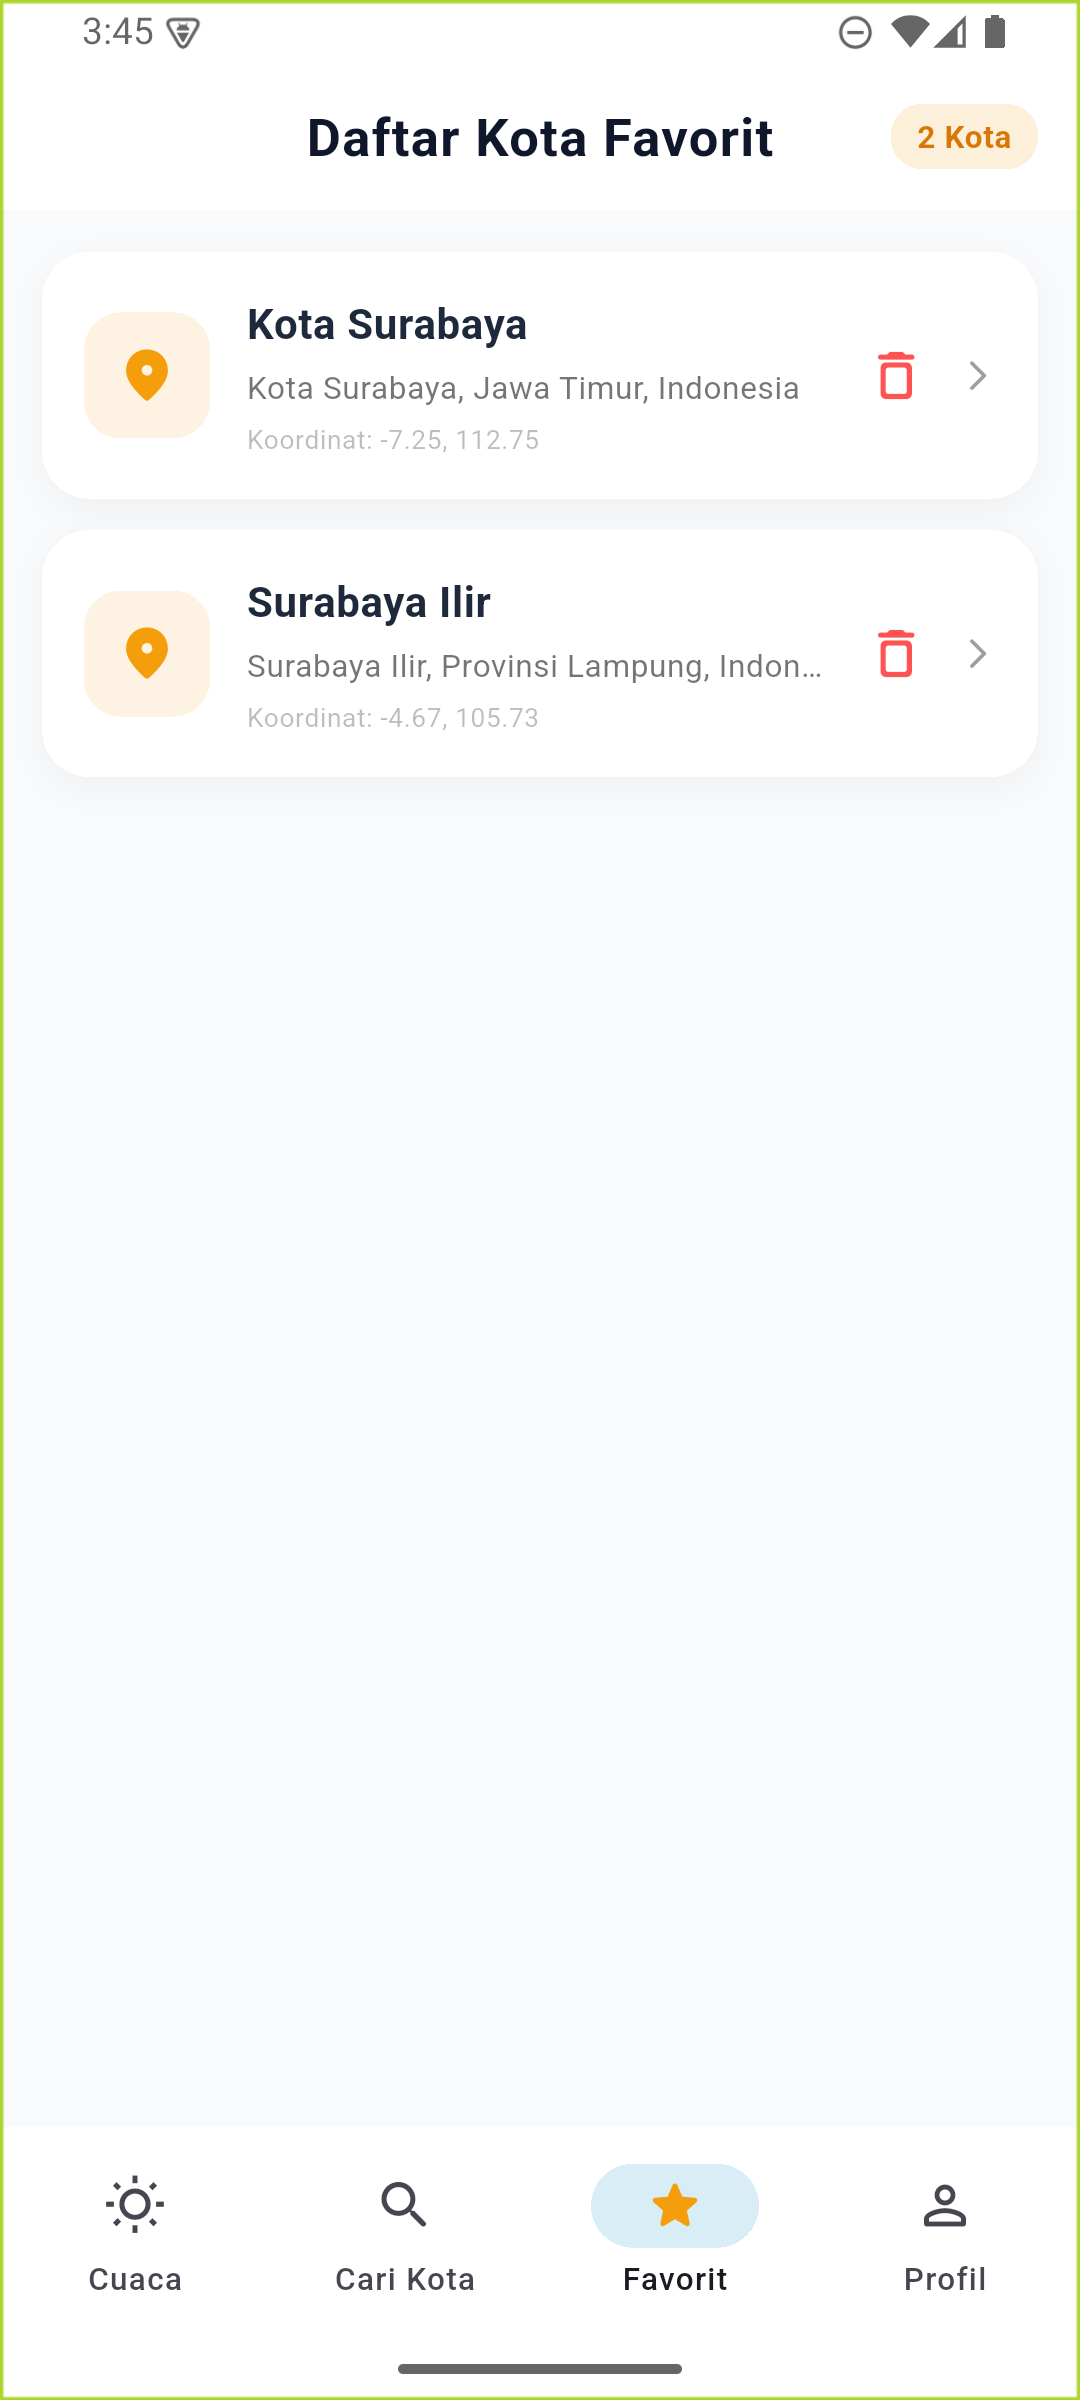 3:45
Daftar Kota Favorit
2 Kota
Kota Surabaya
Kota Surabaya, Jawa Timur, Indonesia
Koordinat: -7.25, 112.75
Surabaya Ilir
Surabaya Ilir, Provinsi Lampung, Indon...
Koordinat: -4.67, 105.73
Cuaca
Cari Kota
Favorit
Profil